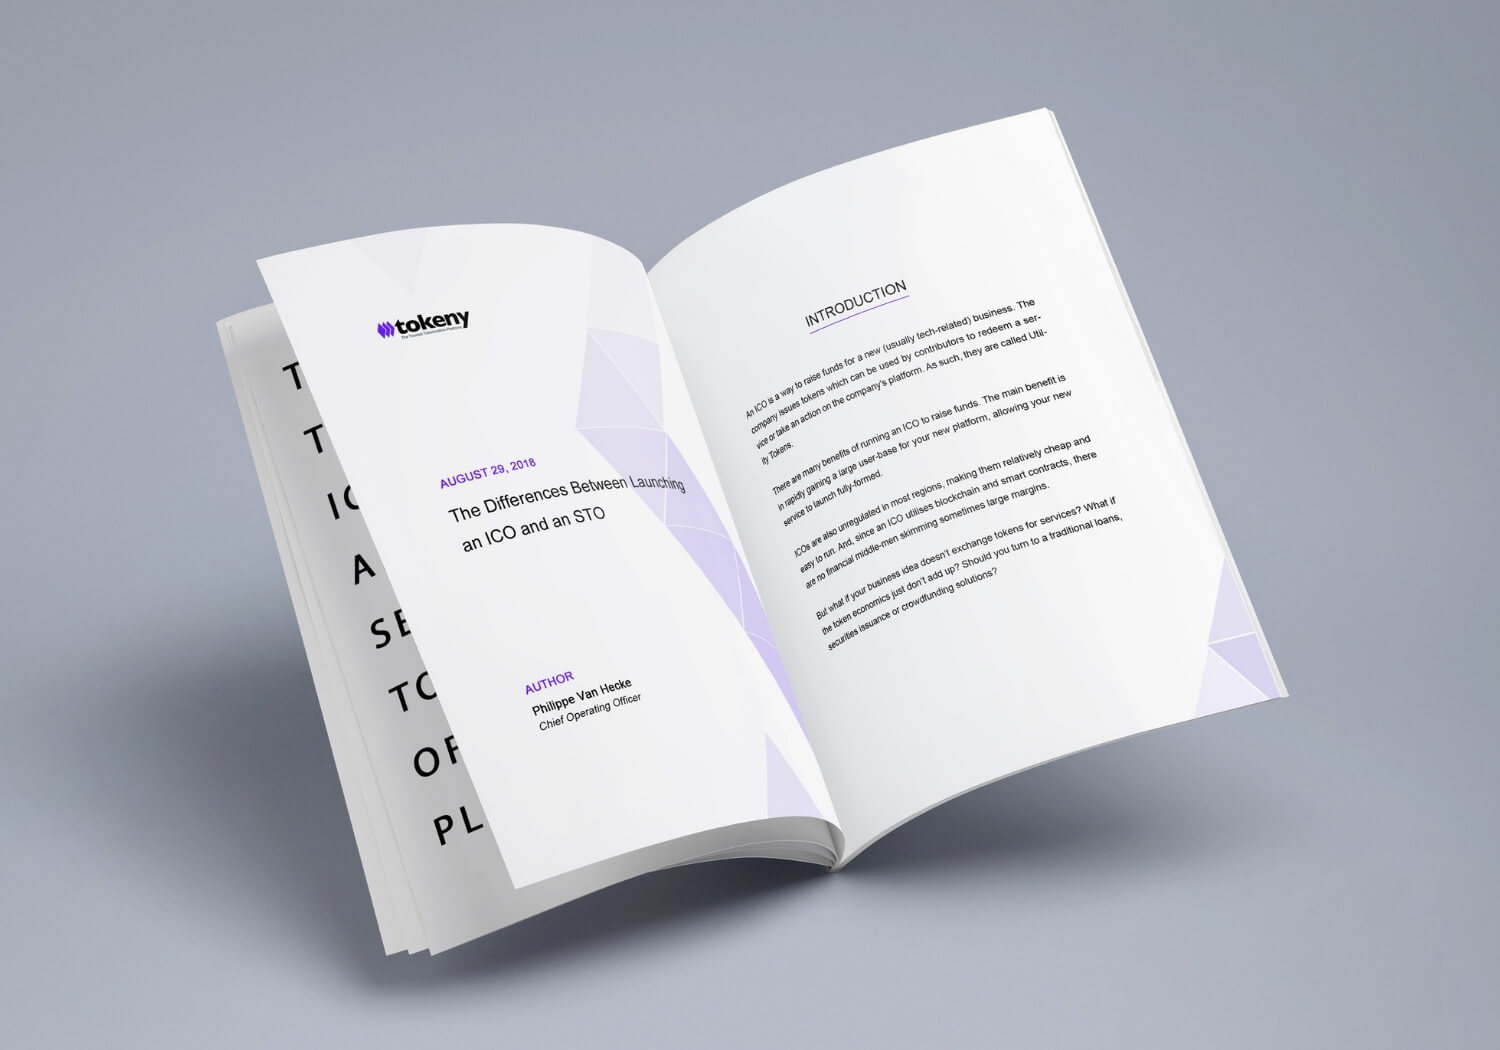 T
T
IC
A
SE
TO
OF
PL
tokeny
The Trusted Tokenization Platform
AUGUST 29, 2018
The Differences Between Launching
an ICO and an STO
AUTHOR
Philippe Van Hecke
Chief Operating Officer
INTRODUCTION
An ICO is a way to raise funds for a new (usually tech-related) business. The
company issues tokens which can be used by contributors to redeem a ser-
vice or take an action on the company's platform. As such, they are called Util-
ity Tokens.
There are many benefits of running an ICO to raise funds. The main benefit is
in rapidly gaining a large user-base for your new platform, allowing your new
service to launch fully-formed.
ICOs are also unregulated in most regions, making them relatively cheap and
easy to run. And, since an ICO utilises blockchain and smart contracts, there
are no financial middle-men skimming sometimes large margins.
But what if your business idea doesn't exchange tokens for services? What if
the token economics just don't add up? Should you turn to a traditional loans,
securities issuance or crowdfunding solutions?